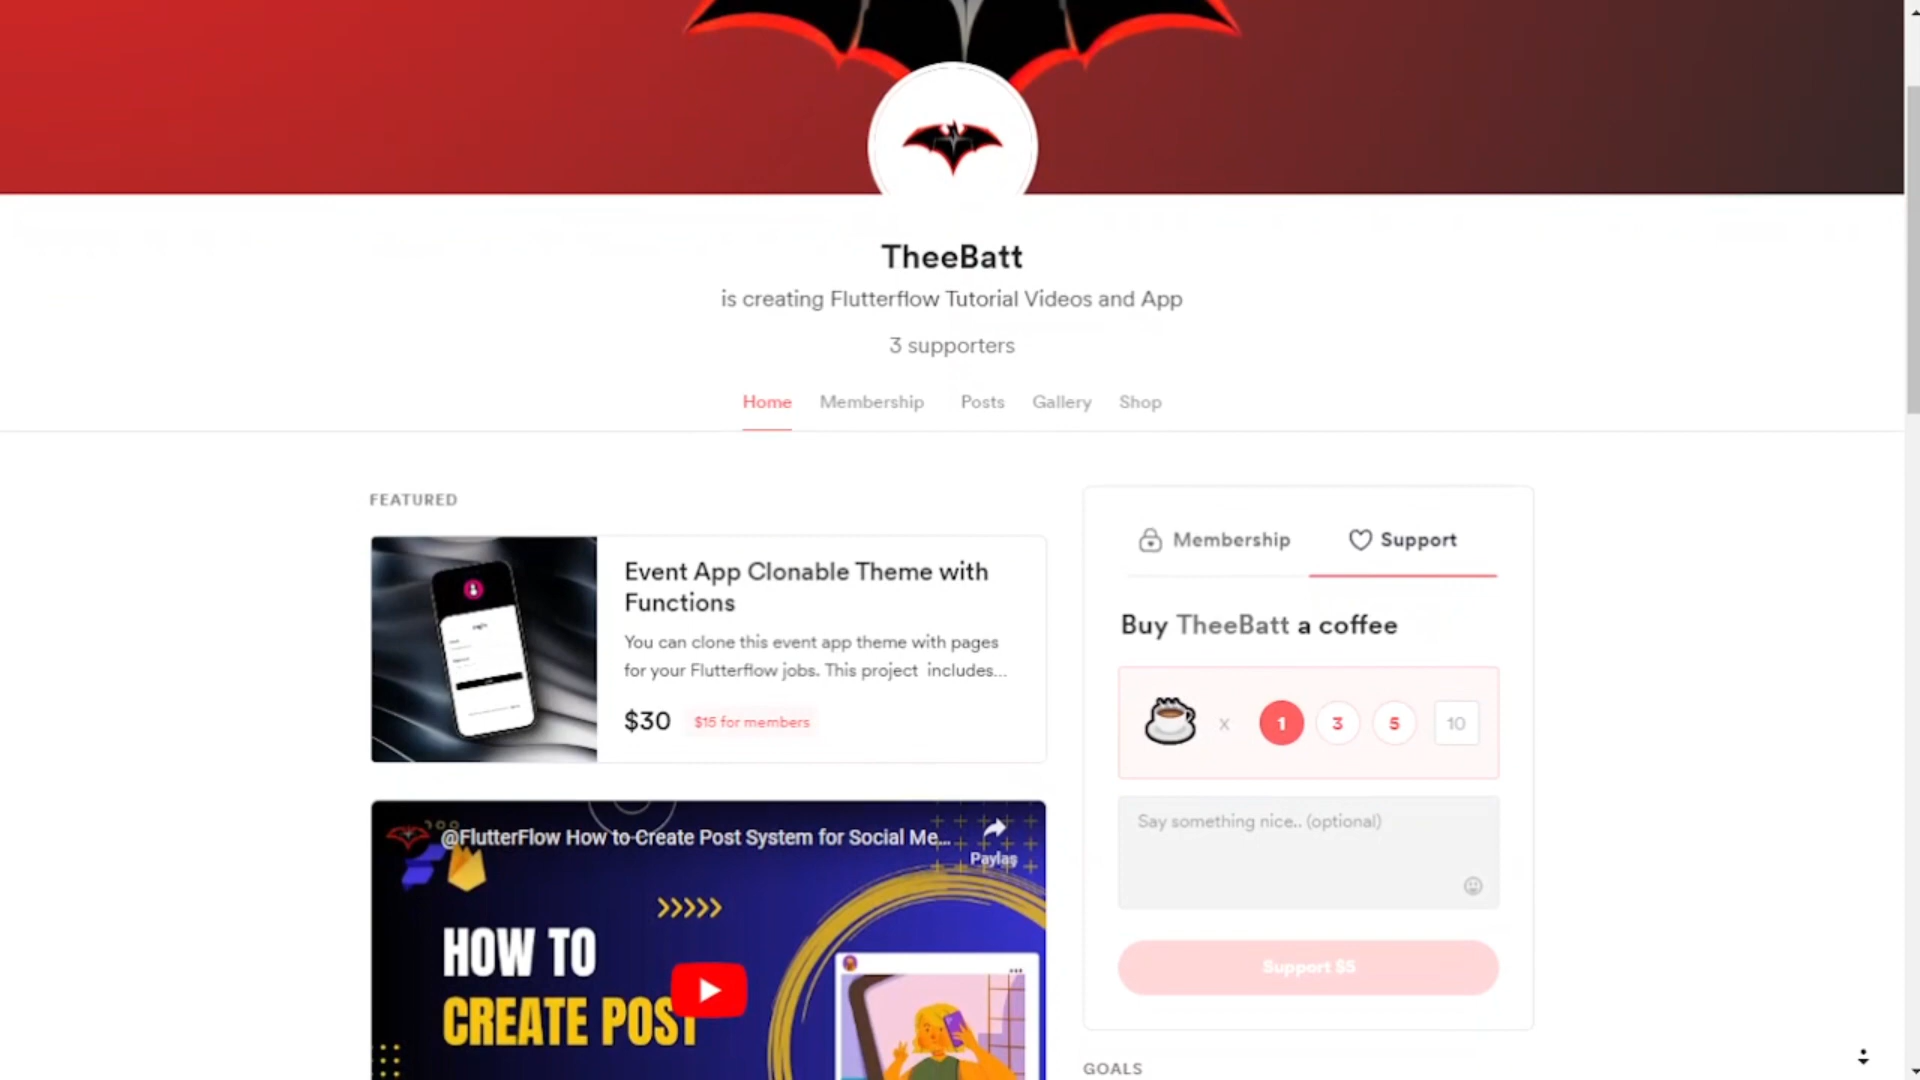 TheeBatt
is creating Flutterflow Tutorial Videos and App
3 supporters
Home Membership Posts Gallery Shop
FEATURED
Event App Clonable Theme with
Functions
You can clone this event app theme with pages
for your Flutterflow jobs. This project includes...
$30 $15 for members
@FlutterFlow How to Create Post System for Social Me...
Paylaş
HOW TO
CREATE POST
Membership Support
Buy TheeBatt a coffee
x 1 3 5 10
Say something nice.. (optional)
Support $5
GOALS